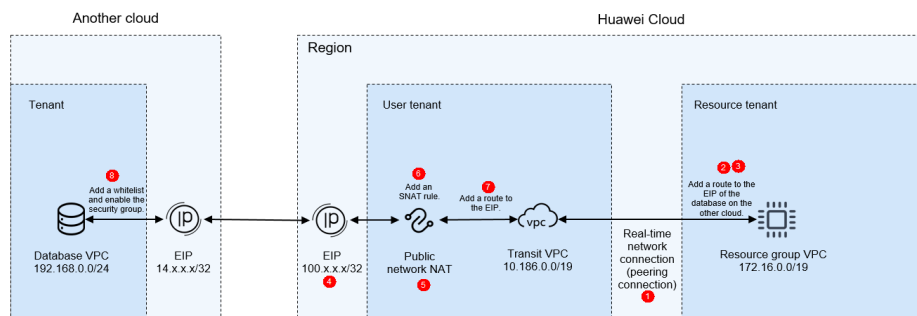 Another cloud
Huawei Cloud
Region
Tenant
User tenant
Resource tenant
8
Add a whitelist
and enable the
security group.
6
Add an
SNAT rule.
7
Add a route to
the EIP.
2 3
Add a route to the
EIP of the
database on the
other cloud.
IP
IP
vpc
Database VPC
192.168.0.0/24
EIP
14.x.x.x/32
EIP
100.x.x.x/32
4
Public
network NAT
5
Transit VPC
10.186.0.0/19
Real-time
network
connection
(peering
connection)
1
Resource group VPC
172.16.0.0/19